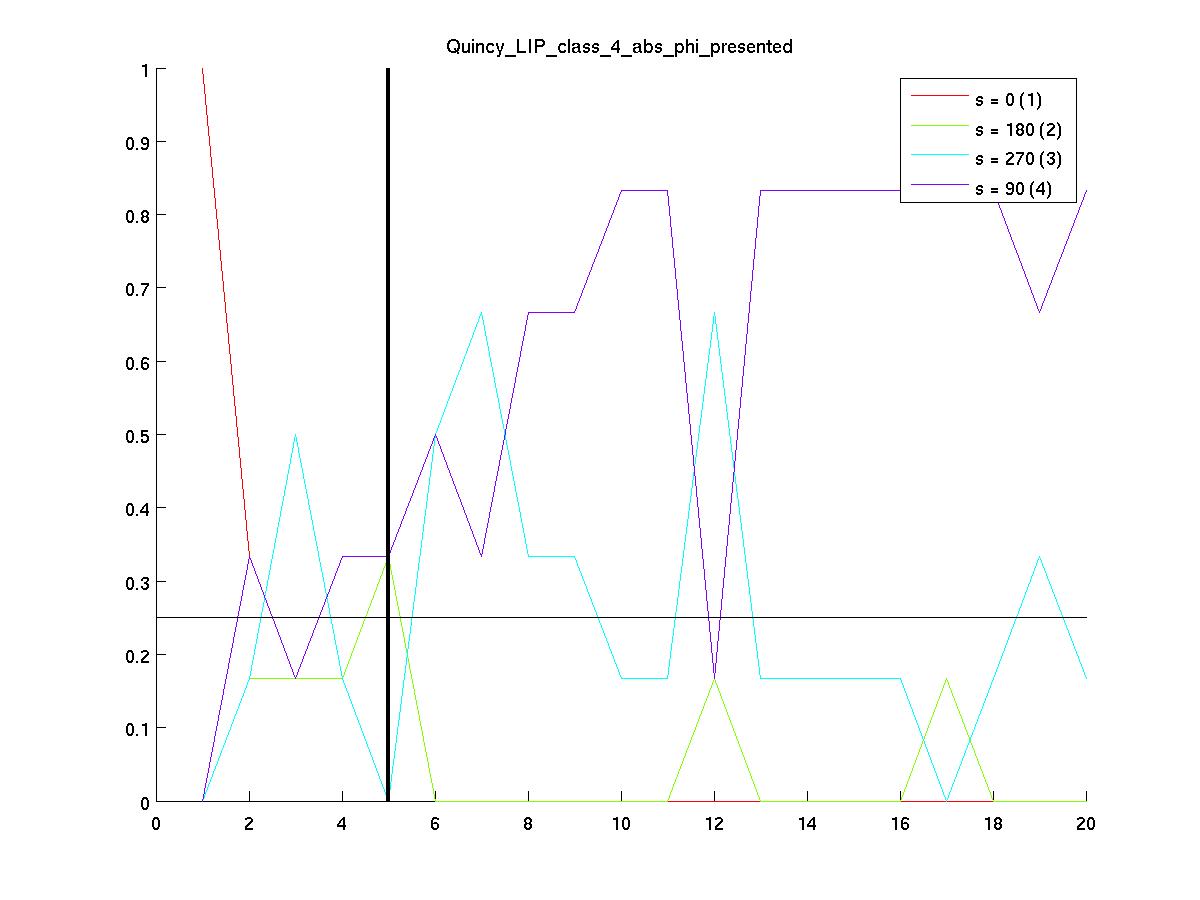 Quincy_LIP_class_4_abs_phi_presented
s = 0 (1)
s = 180 (2)
s = 270 (3)
s = 90 (4)
1
0.9
0.8
0.7
0.6
0.5
0.4
0.3
0.2
0.1
0
0 2 4 6 8 10 12 14 16 18 20